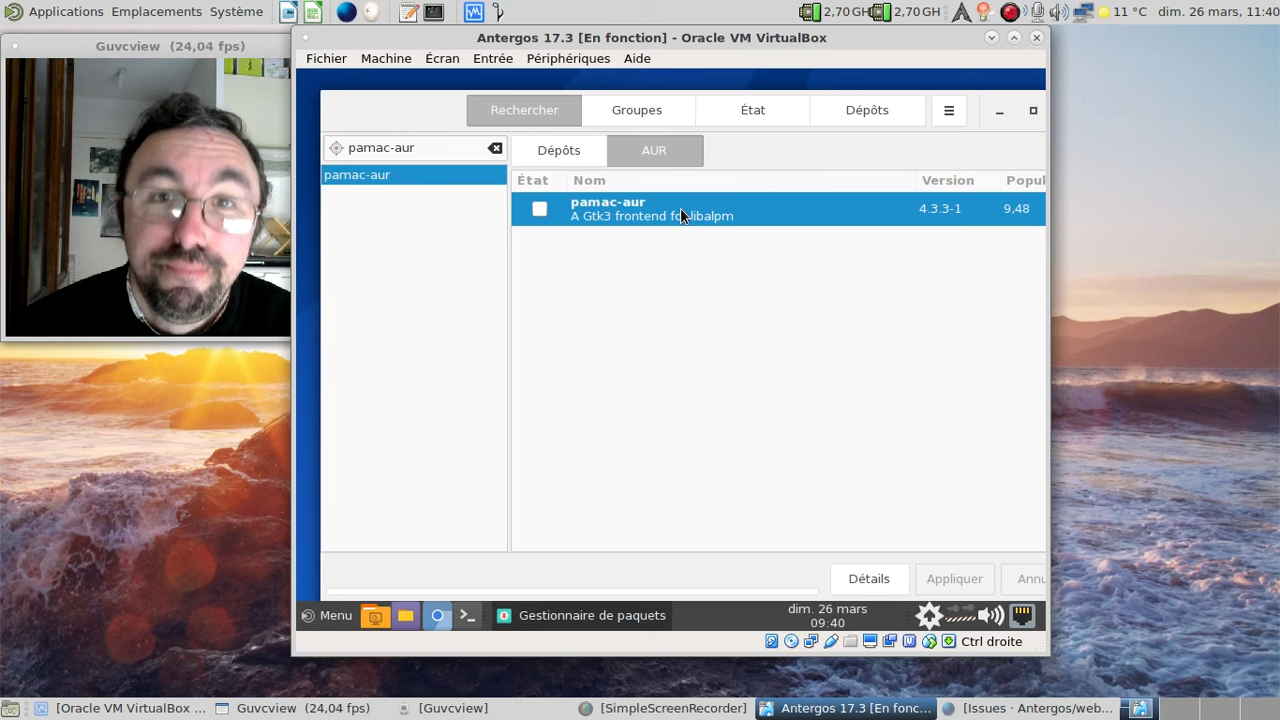 Applications Emplacements Système 2,70 GH 2,70 GH 11 °C dim. 26 mars, 11:40
Guvcview (24,04 fps)
Antergos 17.3 [En fonction] - Oracle VM VirtualBox
Fichier Machine Écran Entrée Périphériques Aide
Rechercher Groupes État Dépôts
pamac-aur
Dépôts AUR
pamac-aur
État Nom Version Popul
pamac-aur
A Gtk3 frontend for libalpm
4.3.3-1 9,48
Détails Appliquer Annu
Menu Gestionnaire de paquets dim. 26 mars
09:40
Ctrl droite
[Oracle VM VirtualBox ... Guvcview (24,04 fps) [Guvcview] [SimpleScreenRecorder] Antergos 17.3 [En fonc... [Issues · Antergos/web...